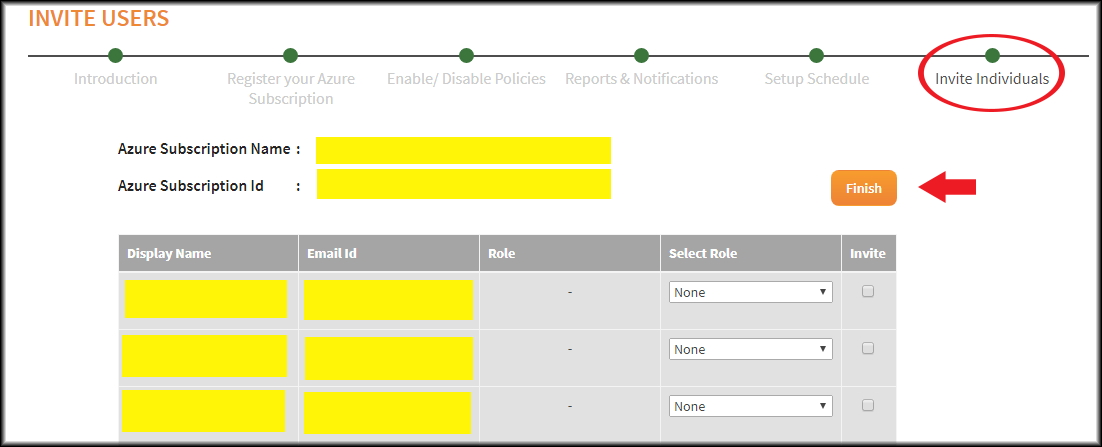 INVITE USERS
Introduction
Register your Azure
Subscription
Enable/ Disable Policies
Reports & Notifications
Setup Schedule
Invite Individuals
Azure Subscription Name :
Azure Subscription Id :
Finish
Display Name Email Id Role Select Role Invite
- None
- None
- None